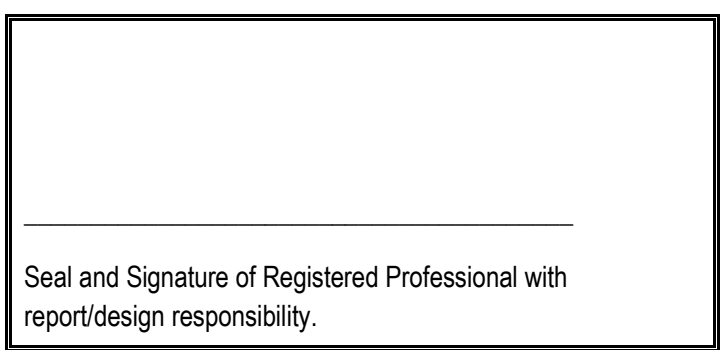 Seal and Signature of Registered Professional with
report/design responsibility.